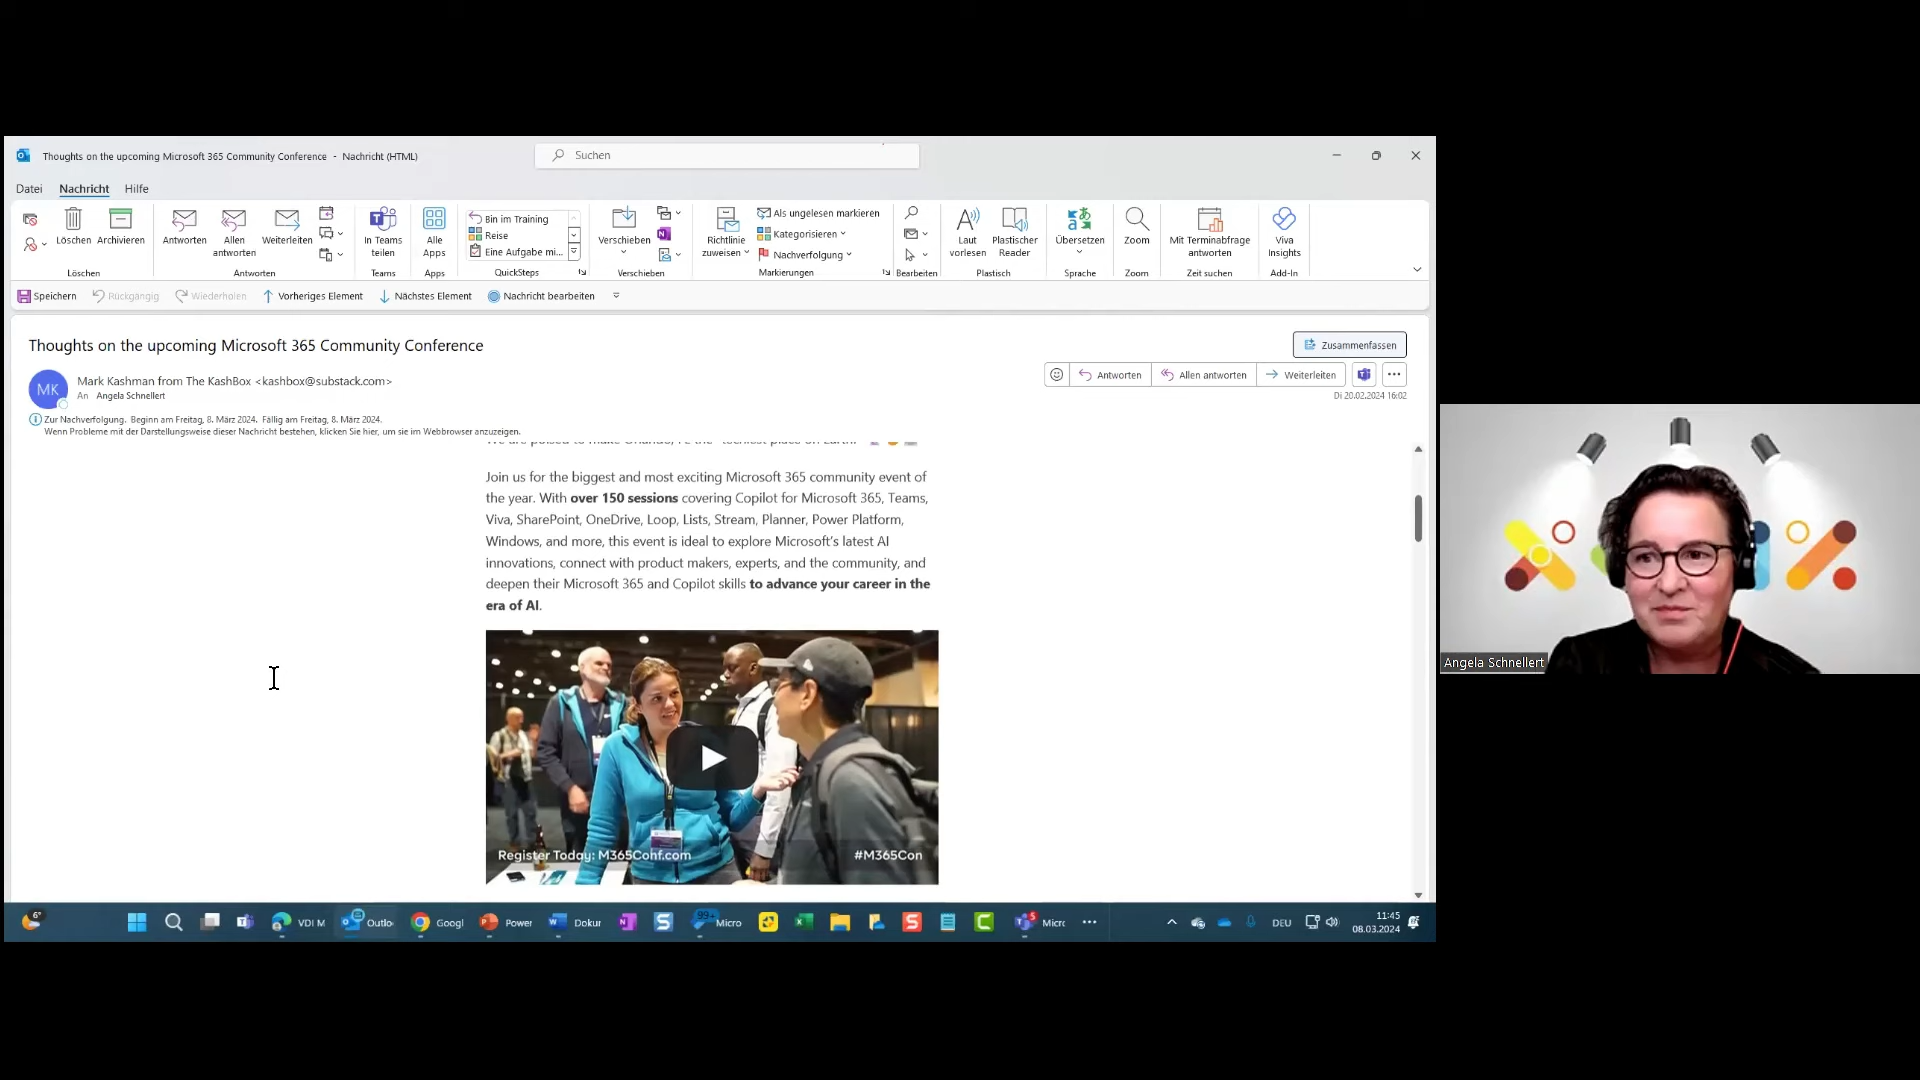 Thoughts on the upcoming Microsoft 365 Community Conference - Nachricht (HTML)
Suchen
Datei Nachricht Hilfe
Löschen Archivieren
Löschen
Antworten Allen antworten Weiterleiten
Antworten
In Teams teilen
Teams
Alle Apps
Apps
Bin im Training
Reise
Eine Aufgabe mi...
QuickSteps
Verschieben
Verschieben
Richtlinie zuweisen
Als ungelesen markieren
Kategorisieren
Nachverfolgung
Markierungen
Bearbeiten
Laut vorlesen
Plastischer Reader
Plastisch
Übersetzen
Sprache
Zoom
Zoom
Mit Terminabfrage antworten
Zeit suchen
Viva Insights
Add-In
Speichern Rückgängig Wiederholen Vorheriges Element Nächstes Element Nachricht bearbeiten
Thoughts on the upcoming Microsoft 365 Community Conference
Zusammenfassen
MK
Mark Kashman from The KashBox <kashbox@substack.com>
An Angela Schnellert
Antworten Allen antworten Weiterleiten
Di 20.02.2024 16:02
Zur Nachverfolgung. Beginn am Freitag, 8. März 2024. Fällig am Freitag, 8. März 2024.
Wenn Probleme mit der Darstellungsweise dieser Nachricht bestehen, klicken Sie hier, um sie im Webbrowser anzuzeigen.
Join us for the biggest and most exciting Microsoft 365 community event of
the year. With over 150 sessions covering Copilot for Microsoft 365, Teams,
Viva, SharePoint, OneDrive, Loop, Lists, Stream, Planner, Power Platform,
Windows, and more, this event is ideal to explore Microsoft's latest AI
innovations, connect with product makers, experts, and the community, and
deepen their Microsoft 365 and Copilot skills to advance your career in the
era of AI.
Register Today: M365Conf.com #M365Con
Angela Schnellert
6° VDI M Outlo Googl Power Dokur 99+ Micro 5 Micr DEU
11:45
08.03.2024